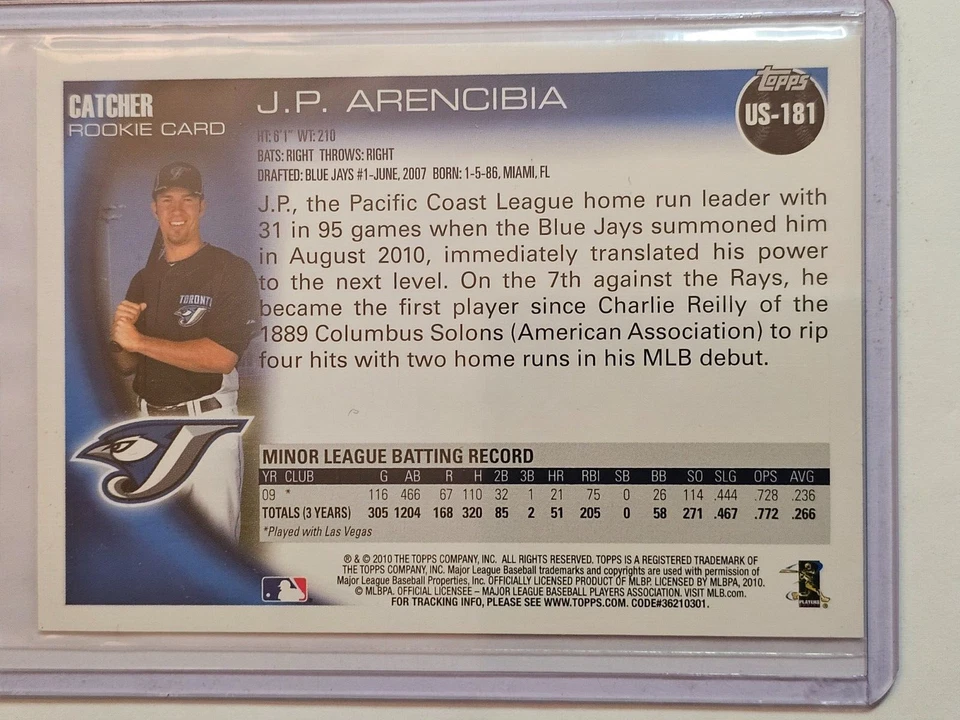 CATCHER
ROOKIE CARD
J.P. ARENCIBIA
topps
US-181
HT: 6'1" WT: 210
BATS: RIGHT THROWS: RIGHT
DRAFTED: BLUE JAYS #1-JUNE, 2007 BORN: 1-5-86, MIAMI, FL
J.P., the Pacific Coast League home run leader with
31 in 95 games when the Blue Jays summoned him
in August 2010, immediately translated his power
to the next level. On the 7th against the Rays, he
became the first player since Charlie Reilly of the
1889 Columbus Solons (American Association) to rip
four hits with two home runs in his MLB debut.
TORONTO
MINOR LEAGUE BATTING RECORD
YR CLUB G AB R H 2B 3B HR RBI SB BB SO SLG OPS AVG
09 * 116 466 67 110 32 1 21 75 0 26 114 .444 .728 .236
TOTALS (3 YEARS) 305 1204 168 320 85 2 51 205 0 58 271 .467 .772 .266
*Played with Las Vegas
® & © 2010 THE TOPPS COMPANY, INC. ALL RIGHTS RESERVED. TOPPS IS A REGISTERED TRADEMARK OF
THE TOPPS COMPANY, INC. Major League Baseball trademarks and copyrights are used with permission of
Major League Baseball Properties, Inc. OFFICIALLY LICENSED PRODUCT OF MLBP. LICENSED BY MLBPA, 2010.
© MLBPA. OFFICIAL LICENSEE – MAJOR LEAGUE BASEBALL PLAYERS ASSOCIATION. VISIT MLB.com.
FOR TRACKING INFO, PLEASE SEE WWW.TOPPS.COM. CODE#36210301.
PLAYERS